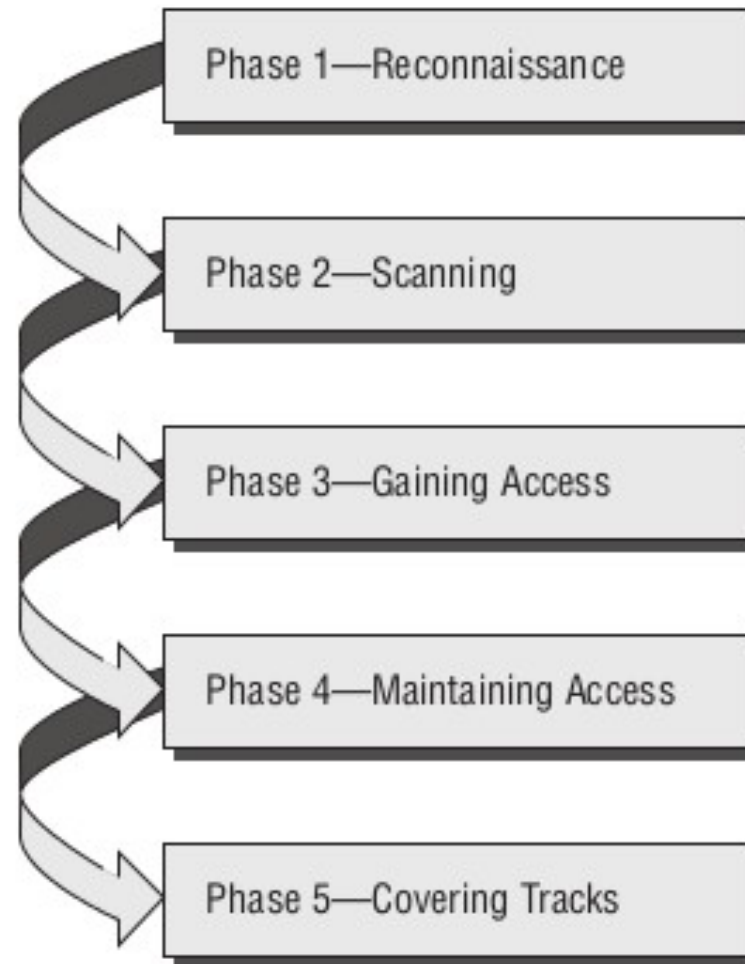 Phase 1—Reconnaissance
Phase 2—Scanning
Phase 3—Gaining Access
Phase 4—Maintaining Access
Phase 5—Covering Tracks